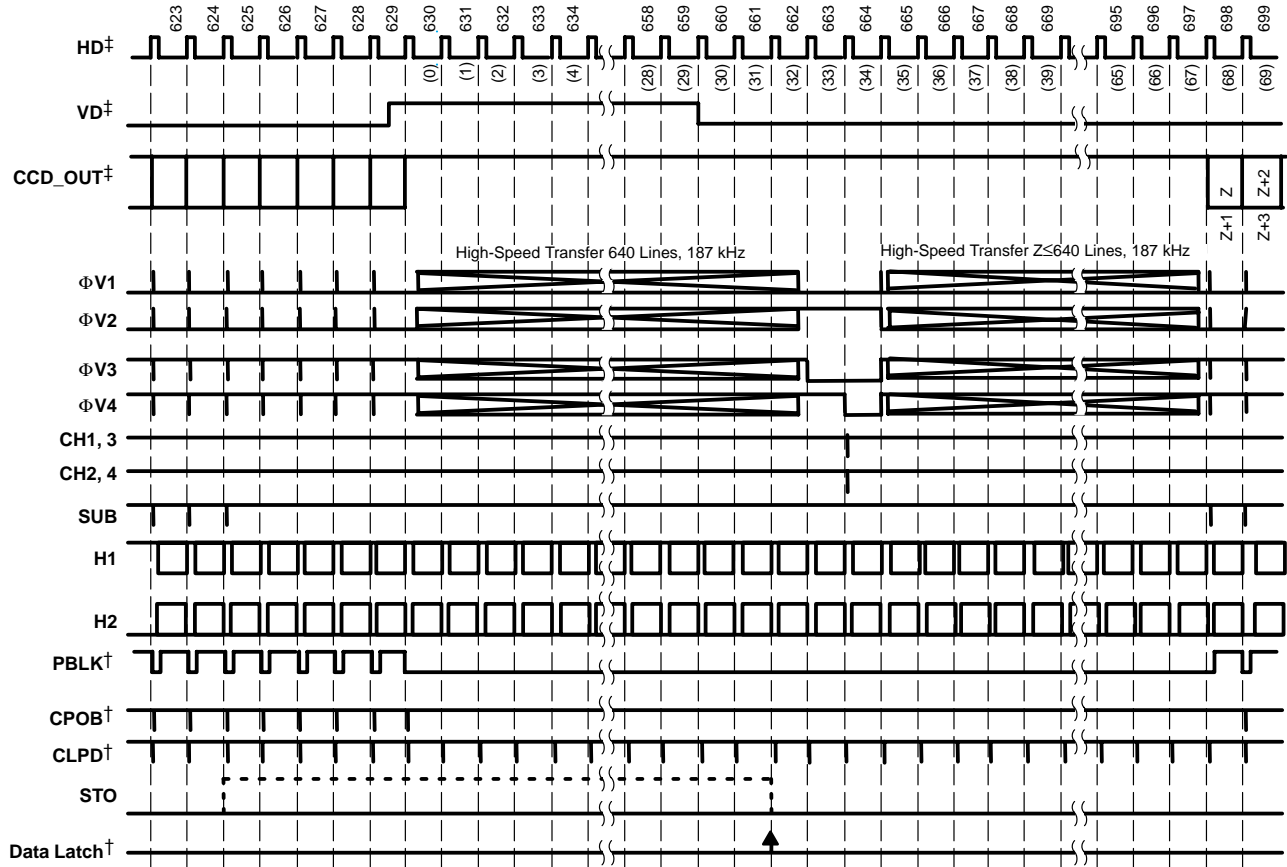 623 624 625 626 627 628 629 630 631 632 633 634 658 659 660 661 662 663 664 665 666 667 668 669 695 696 697 698 699
HD‡
(0) (1) (2) (3) (4) (28) (29) (30) (31) (32) (33) (34) (35) (36) (37) (38) (39) (65) (66) (67) (68) (69)
VD‡
CCD_OUT‡
Z Z+2
Z+1 Z+3
High-Speed Transfer 640 Lines, 187 kHz
High-Speed Transfer Z≤640 Lines, 187 kHz
ΦV1
ΦV2
ΦV3
ΦV4
CH1, 3
CH2, 4
SUB
H1
H2
PBLK†
CPOB†
CLPD†
STO
Data Latch†